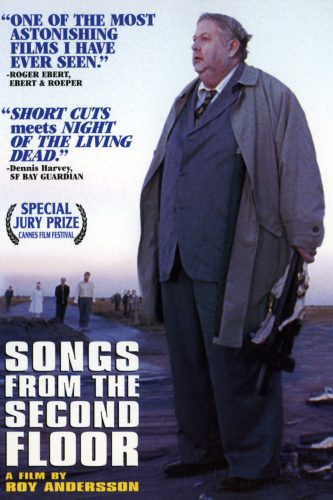 “ONE OF THE MOST
ASTONISHING
FILMS I HAVE
EVER SEEN.”
-ROGER EBERT,
EBERT & ROEPER
“SHORT CUTS
meets NIGHT
OF THE LIVING
DEAD.”
-Dennis Harvey,
SF BAY GUARDIAN
SPECIAL
JURY PRIZE
CANNES FILM FESTIVAL
SONGS
FROM THE
SECOND
FLOOR
A FILM BY
ROY ANDERSSON